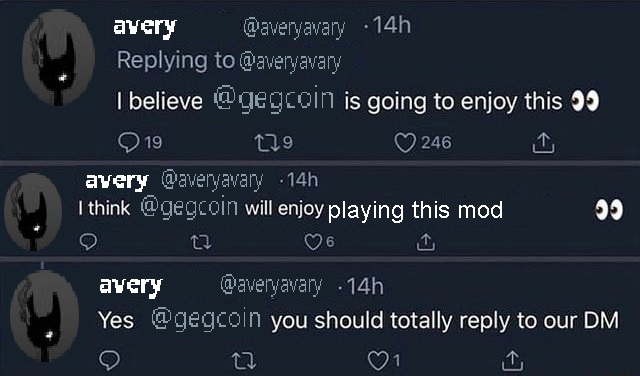 avery @averyavary · 14h
Replying to @averyavary
I believe @gegcoin is going to enjoy this 👀
19 9 246
avery @averyavary · 14h
I think @gegcoin will enjoy playing this mod 👀
6
avery @averyavary · 14h
Yes @gegcoin you should totally reply to our DM
1